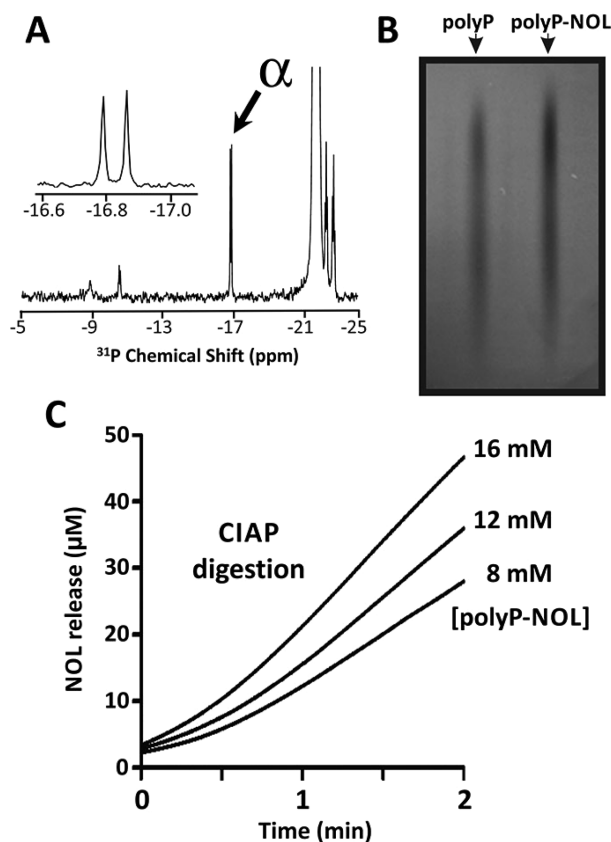 A
α
-16.6 -16.8 -17.0
-5 -9 -13 -17 -21 -25
³¹P Chemical Shift (ppm)
B
polyP polyP-NOL
C
50
40
30
20
10
0
NOL release (µM)
CIAP
digestion
16 mM
12 mM
8 mM
[polyP-NOL]
0 1 2
Time (min)